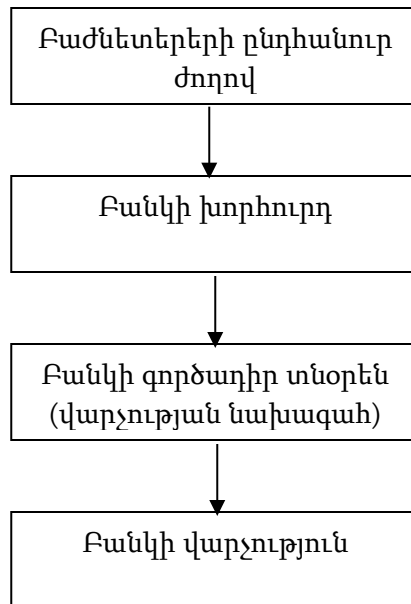 Բաժնետերերի ընդհանուր
ժողով
Բանկի խորհուրդ
Բանկի գործադիր տնօրեն
(վարչության նախագահ)
Բանկի վարչություն